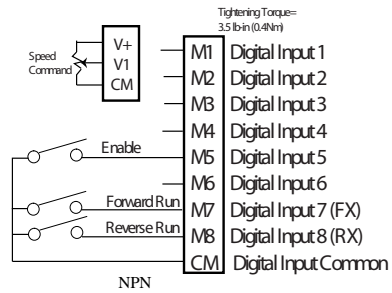 Tightening Torque=
3.5 lb-in (0.4Nm)
Speed
Command
V+
V1
CM
M1 Digital Input 1
M2 Digital Input 2
M3 Digital Input 3
M4 Digital Input 4
Enable M5 Digital Input 5
M6 Digital Input 6
Forward Run M7 Digital Input 7 (FX)
Reverse Run M8 Digital Input 8 (RX)
CM Digital Input Common
NPN